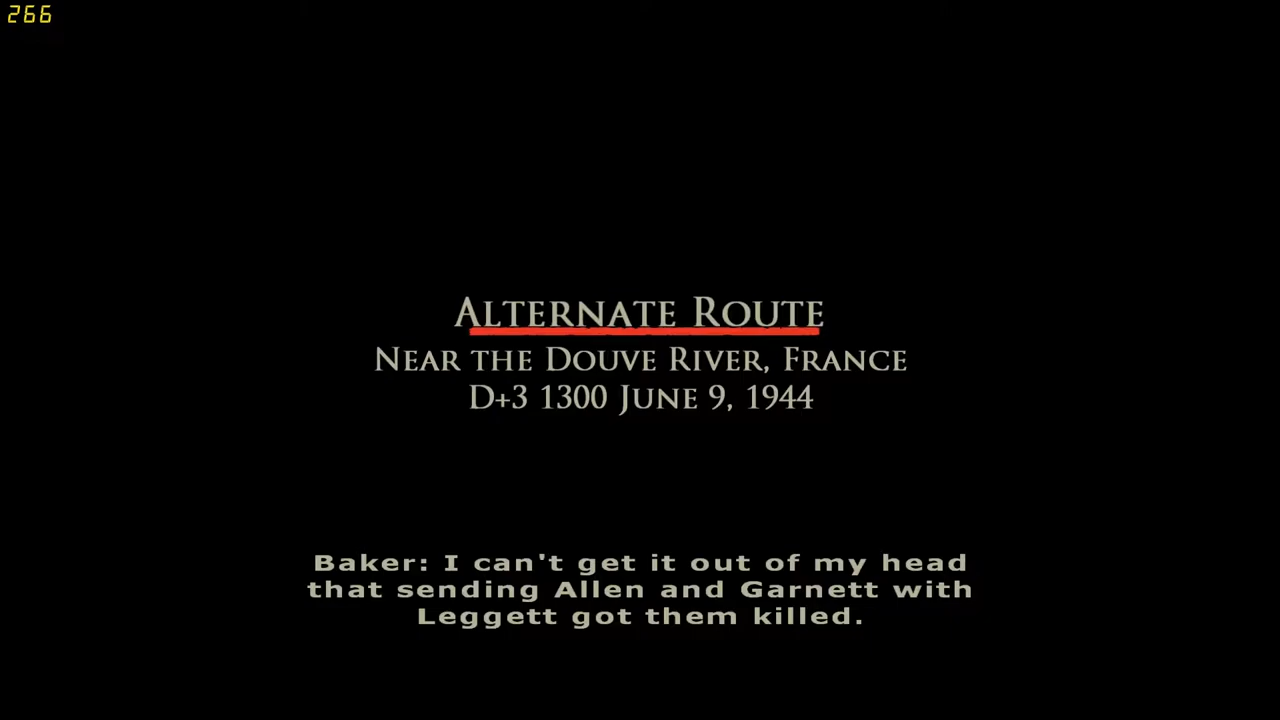 266
Alternate Route
Near the Douve River, France
D+3 1300 June 9, 1944
Baker: I can't get it out of my head
that sending Allen and Garnett with
Leggett got them killed.